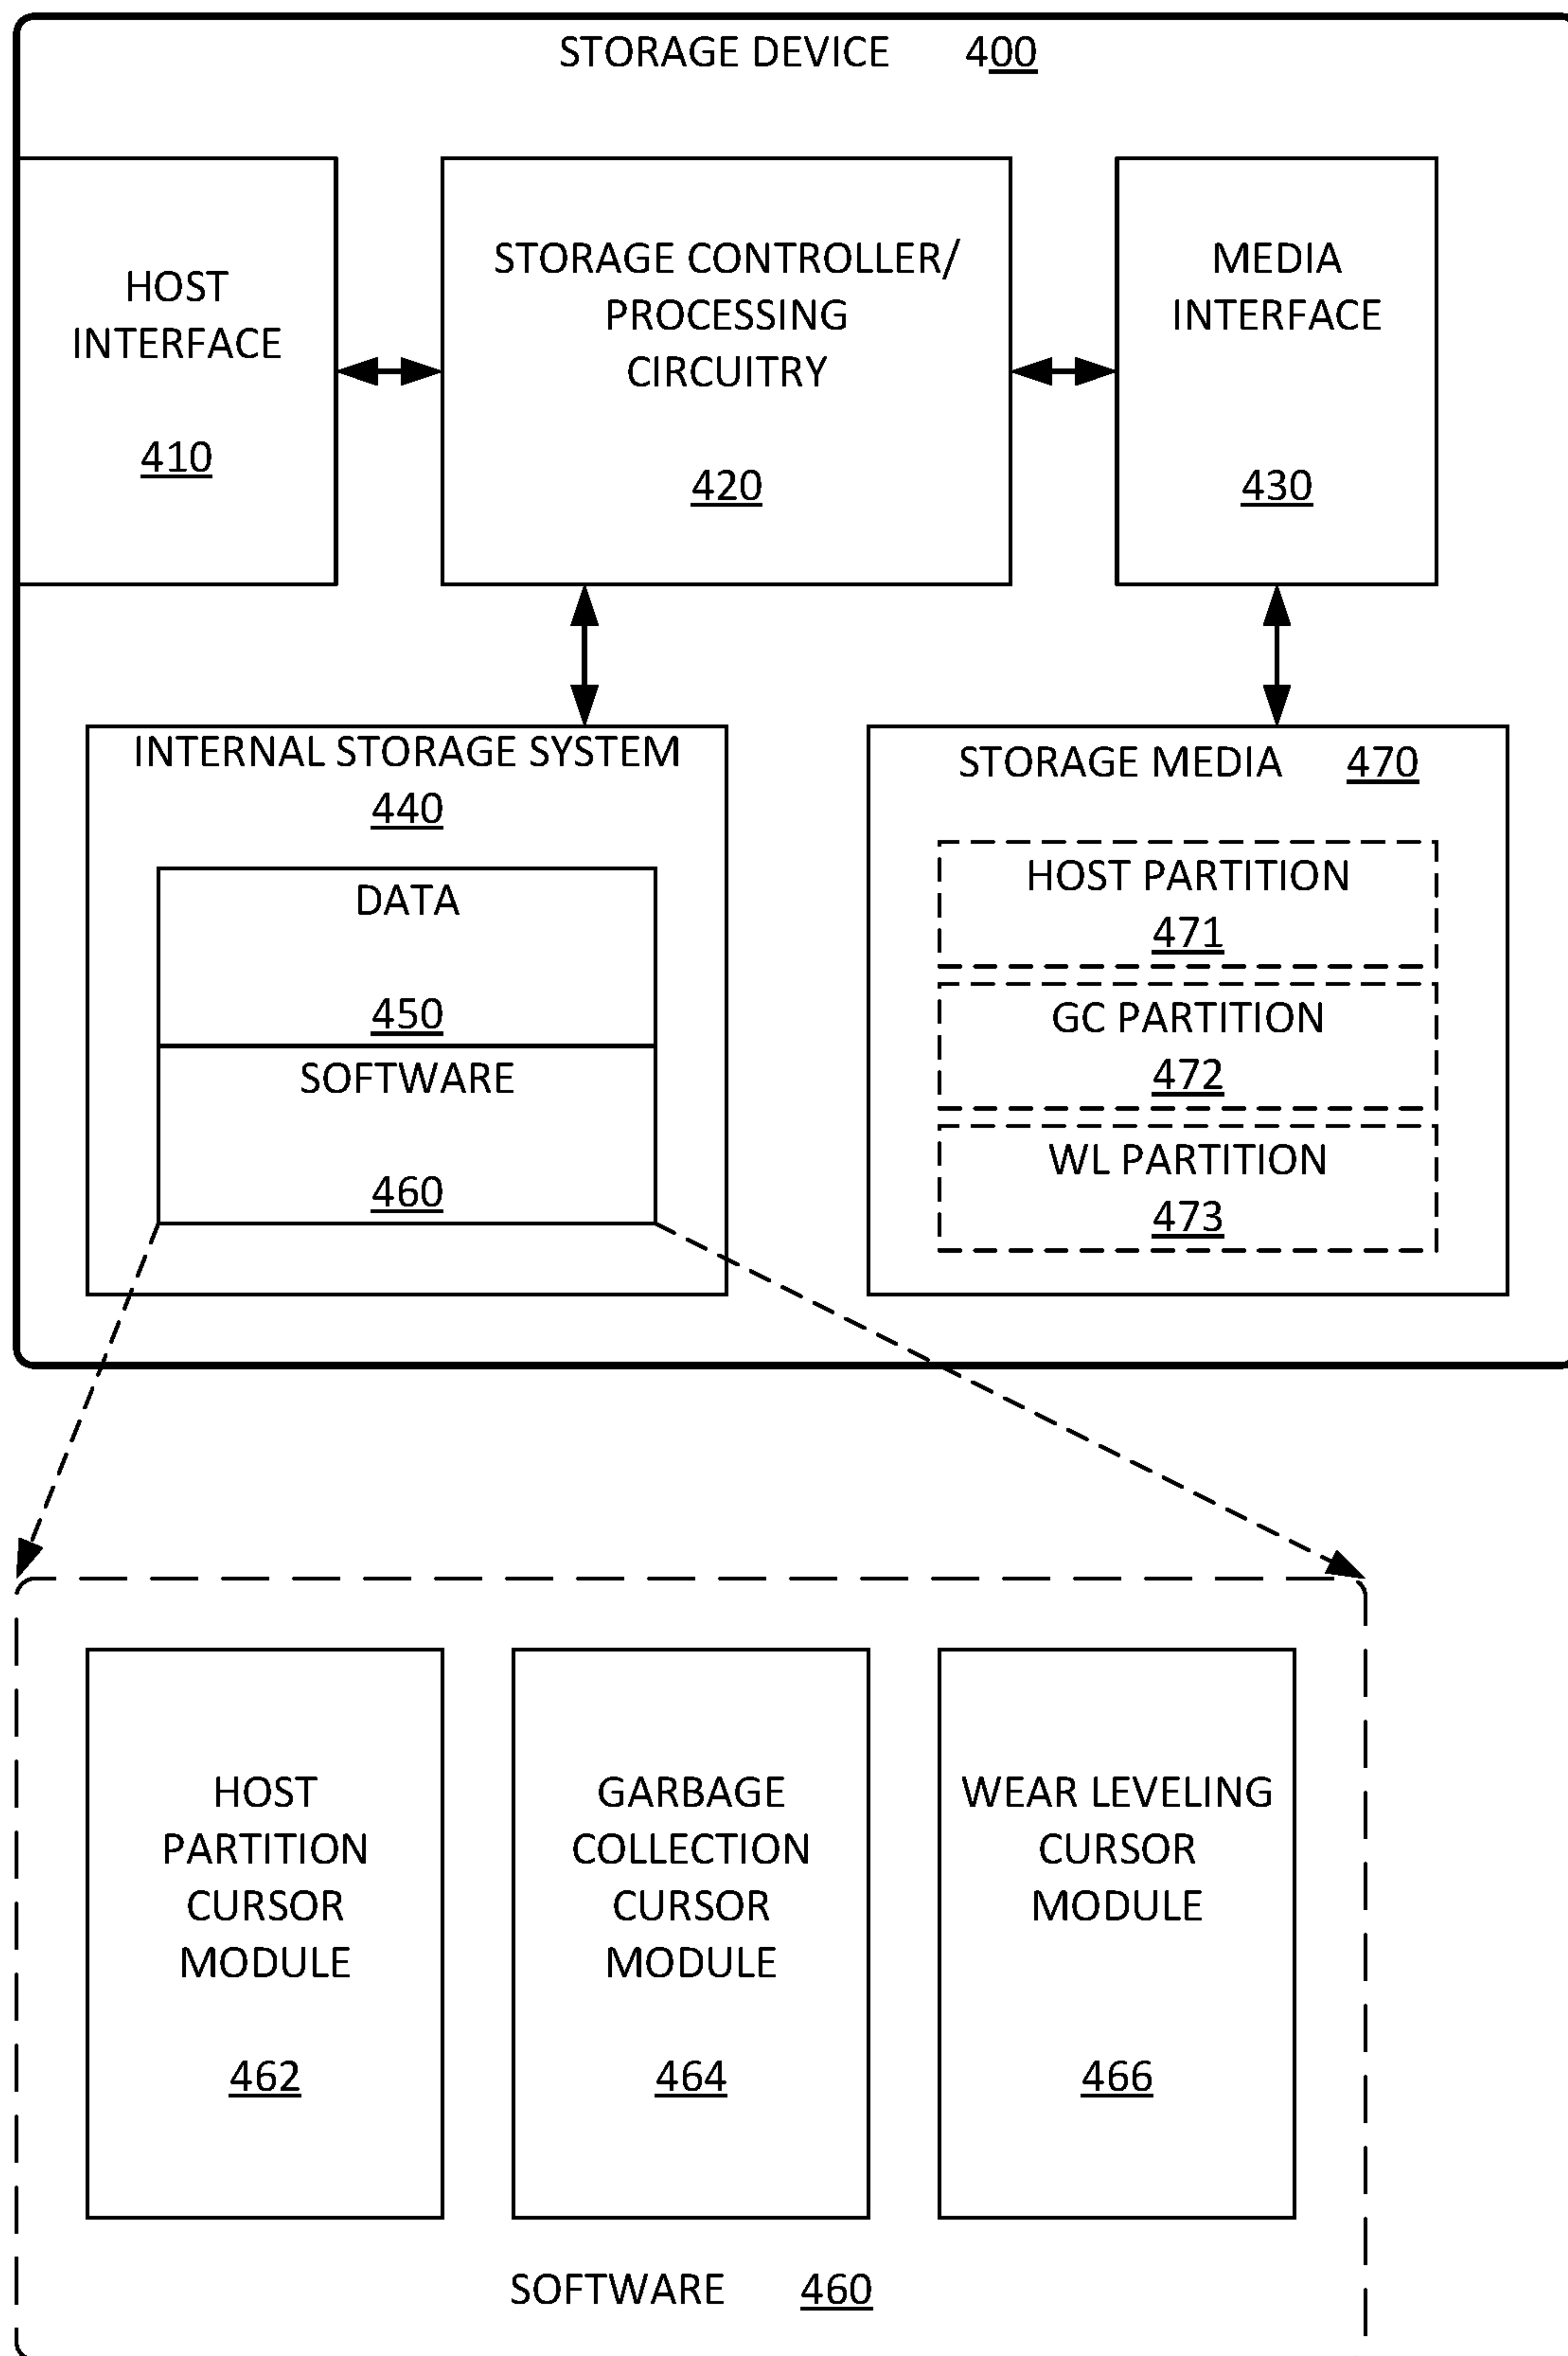 STORAGE DEVICE 400
HOST
INTERFACE
410
STORAGE CONTROLLER/
PROCESSING
CIRCUITRY
420
MEDIA
INTERFACE
430
INTERNAL STORAGE SYSTEM
440
DATA
450
SOFTWARE
460
STORAGE MEDIA 470
HOST PARTITION
471
GC PARTITION
472
WL PARTITION
473
HOST
PARTITION
CURSOR
MODULE
462
GARBAGE
COLLECTION
CURSOR
MODULE
464
WEAR LEVELING
CURSOR
MODULE
466
SOFTWARE 460